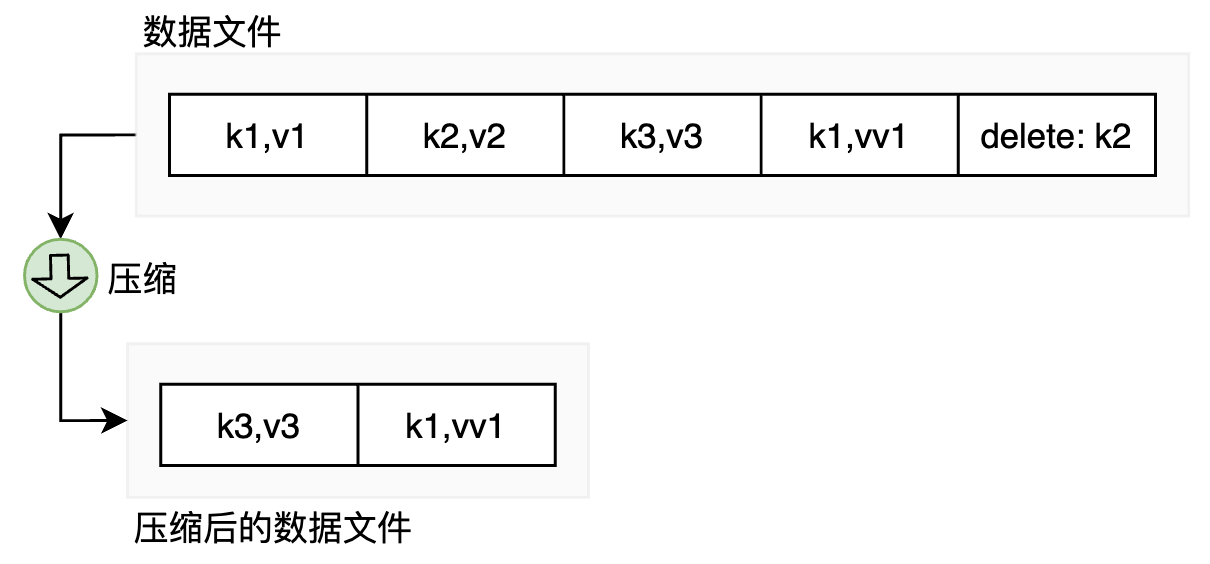 数据文件
k1,v1 k2,v2 k3,v3 k1,vv1 delete: k2
压缩
k3,v3 k1,vv1
压缩后的数据文件